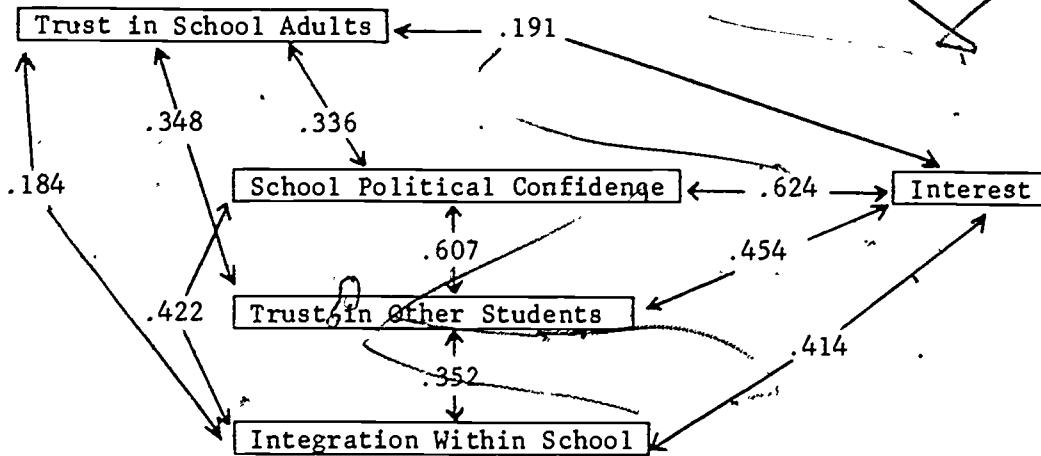 Trust in School Adults
.191
.348
.336
.184
School Political Confidence
.624
Interest
.607
.454
.422
Trust in Other Students
.414
.352
Integration Within School